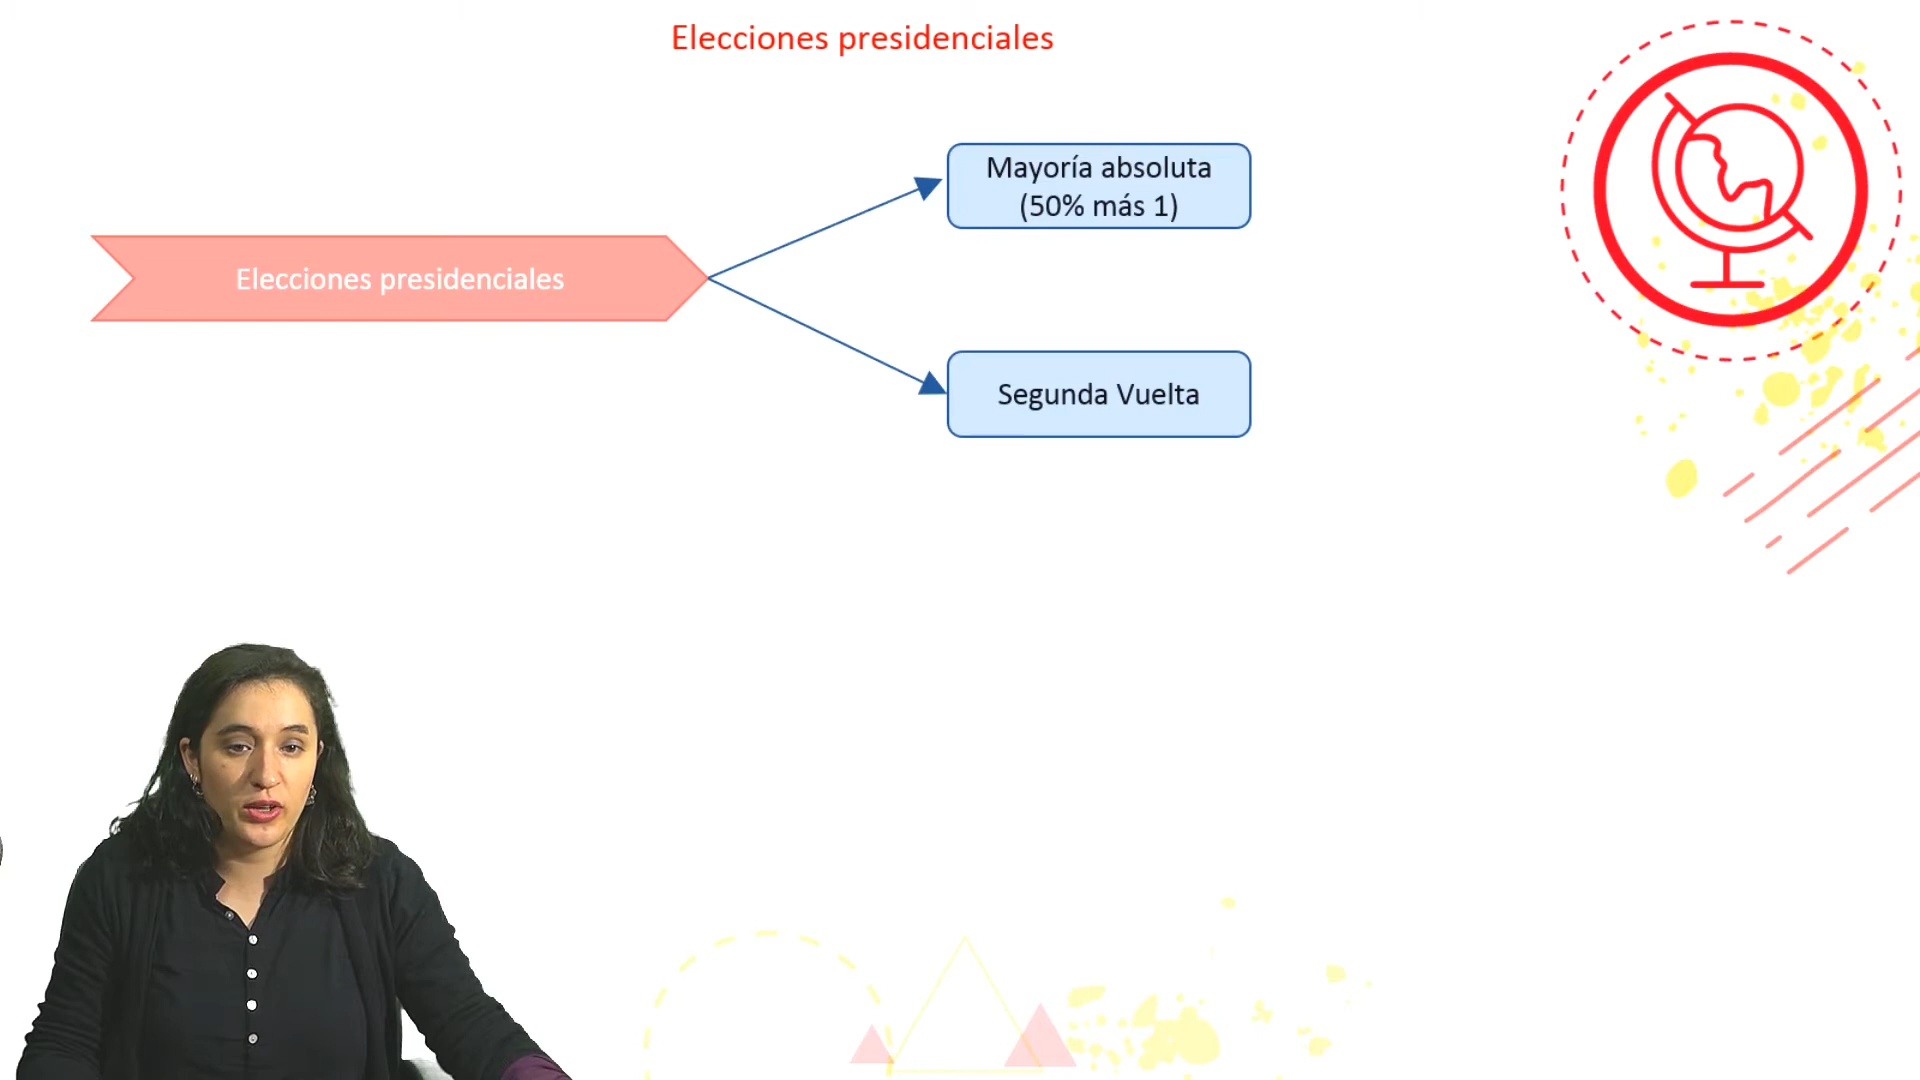 Elecciones presidenciales
Mayoría absoluta
(50% más 1)
Elecciones presidenciales
Segunda Vuelta